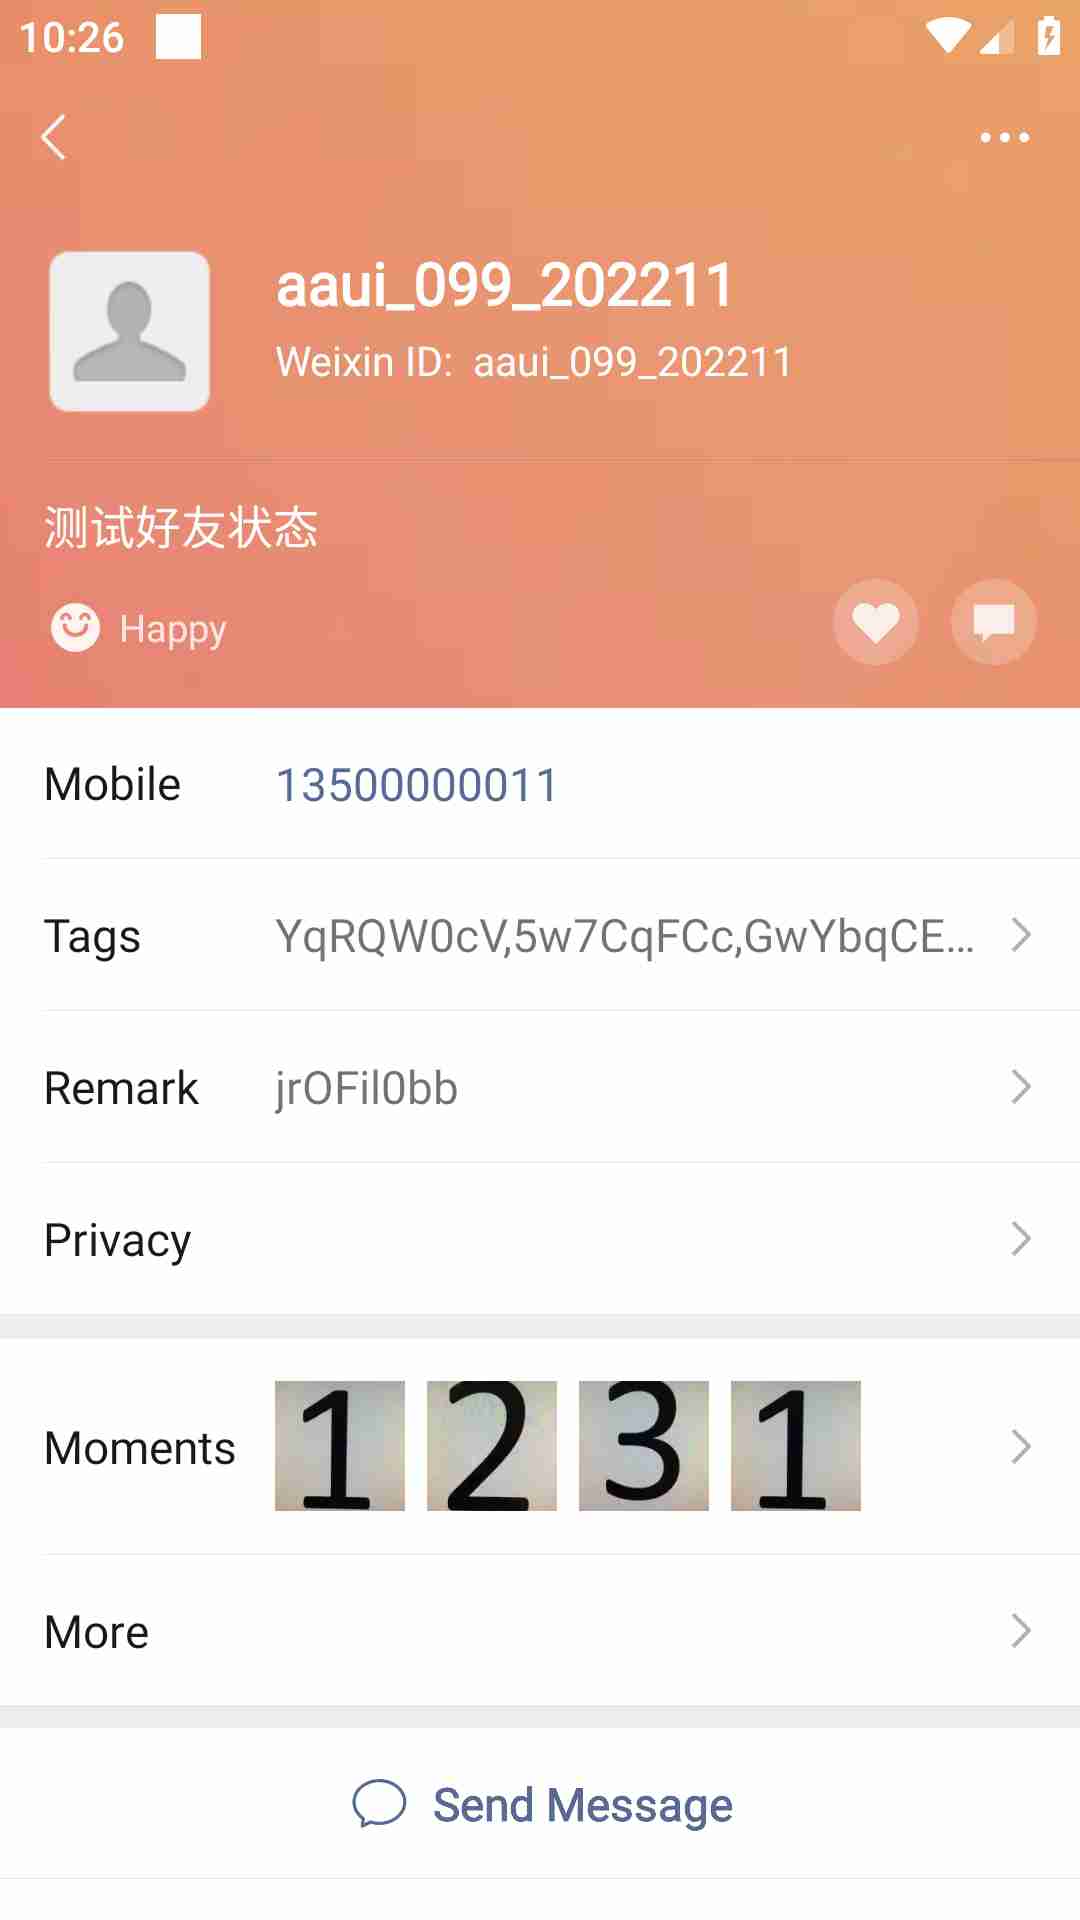 10:26
aaui_099_202211
Weixin ID: aaui_099_202211
测试好友状态
Happy
Mobile 13500000011
Tags YqRQW0cV,5w7CqFCc,GwYbqCE...
Remark jrOFil0bb
Privacy
Moments 1 2 3 1
More
Send Message